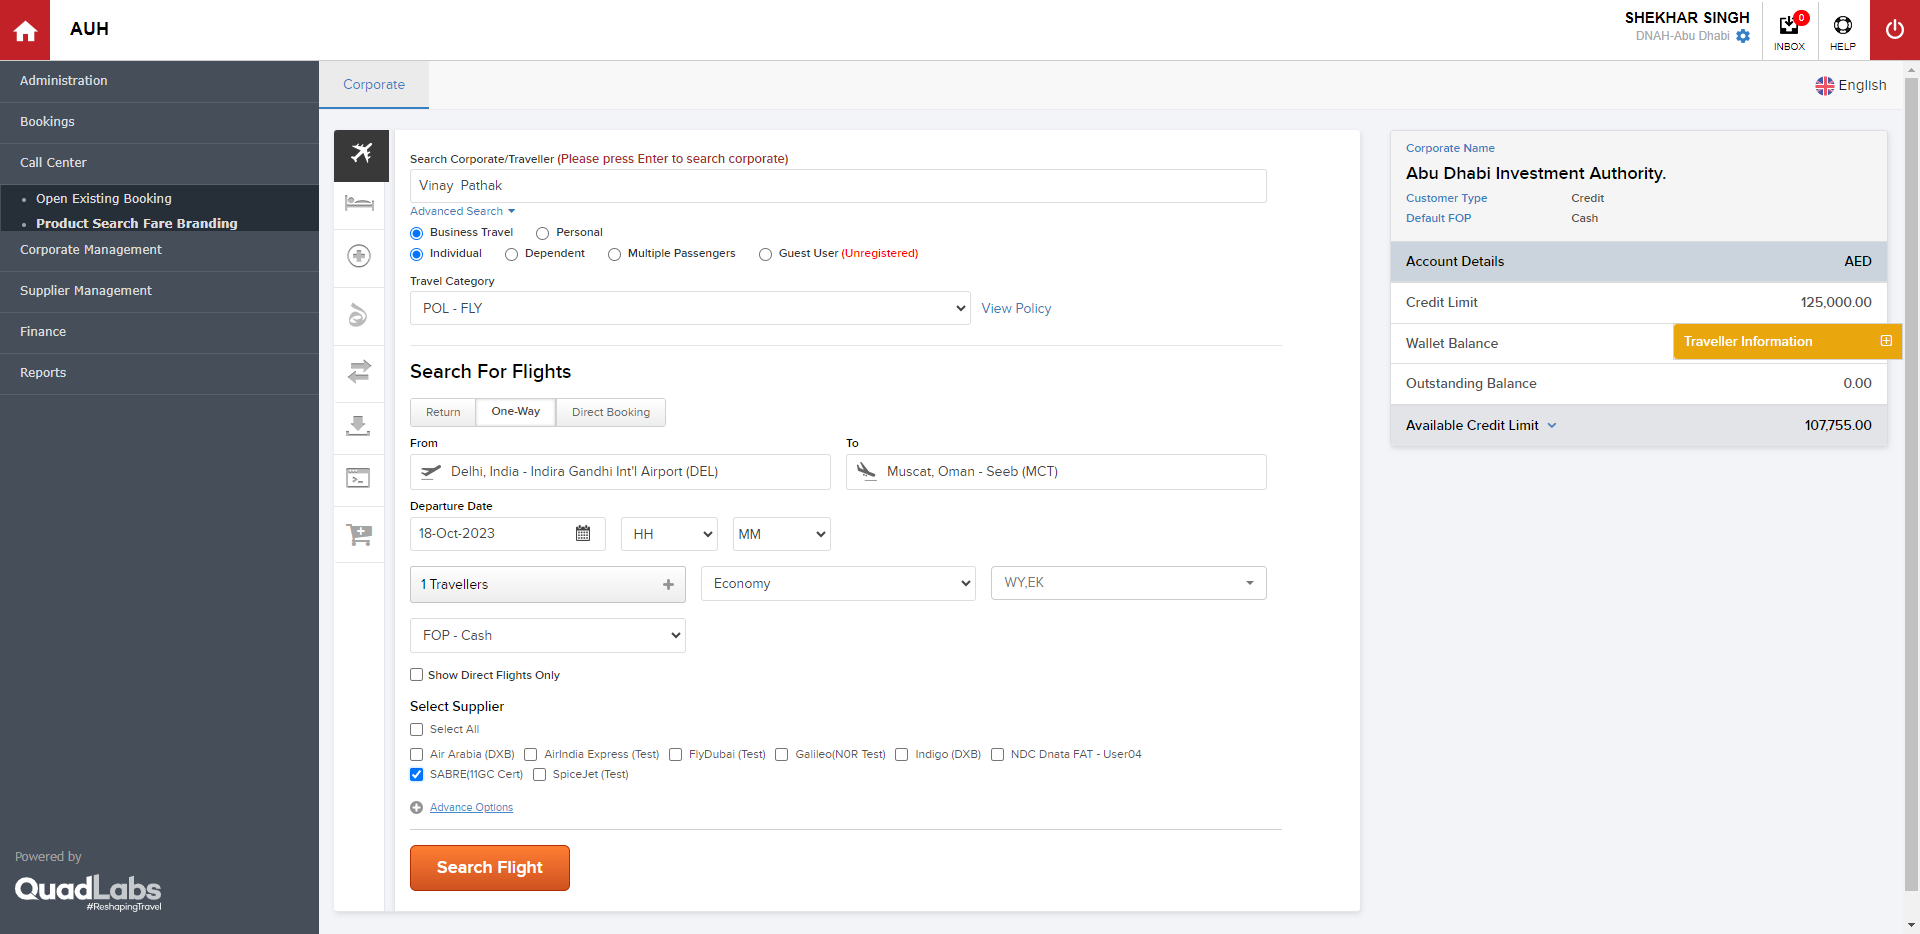 AUH
SHEKHAR SINGH
DNAH-Abu Dhabi
0
INBOX
HELP
Administration
Bookings
Call Center
Open Existing Booking
Product Search Fare Branding
Corporate Management
Supplier Management
Finance
Reports
Powered by
QuadLabs
#ReshapingTravel
Corporate
English
Search Corporate/Traveller (Please press Enter to search corporate)
Vinay  Pathak
Advanced Search
Business Travel Personal
Individual Dependent Multiple Passengers Guest User (Unregistered)
Travel Category
POL - FLY View Policy
Search For Flights
Return One-Way Direct Booking
From To
Delhi, India - Indira Gandhi Int'l Airport (DEL) Muscat, Oman - Seeb (MCT)
Departure Date
18-Oct-2023 HH MM
1 Travellers Economy WY,EK
FOP - Cash
Show Direct Flights Only
Select Supplier
Select All
Air Arabia (DXB) AirIndia Express (Test) FlyDubai (Test) Galileo(N0R Test) Indigo (DXB) NDC Dnata FAT - User04
SABRE(11GC Cert) SpiceJet (Test)
Advance Options
Search Flight
Corporate Name
Abu Dhabi Investment Authority.
Customer Type Credit
Default FOP Cash
Account Details AED
Credit Limit 125,000.00
Wallet Balance
Traveller Information
Outstanding Balance 0.00
Available Credit Limit 107,755.00